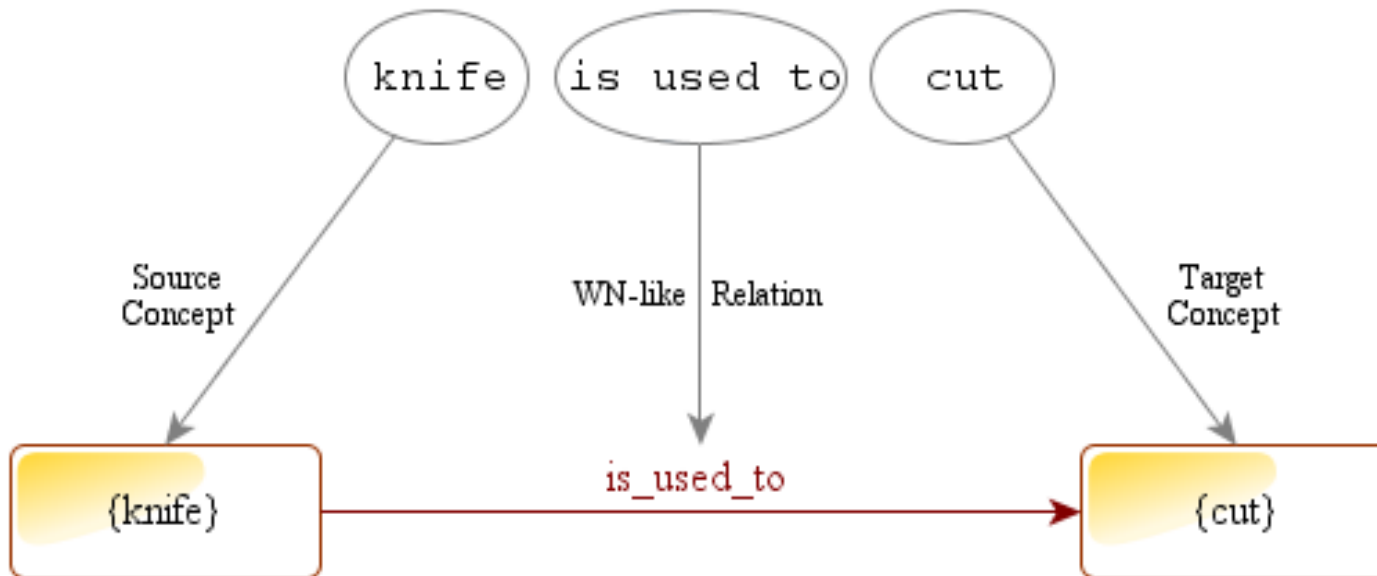 knife is used to cut
Source
Concept
WN-like Relation
Target
Concept
is_used_to
{knife}
{cut}